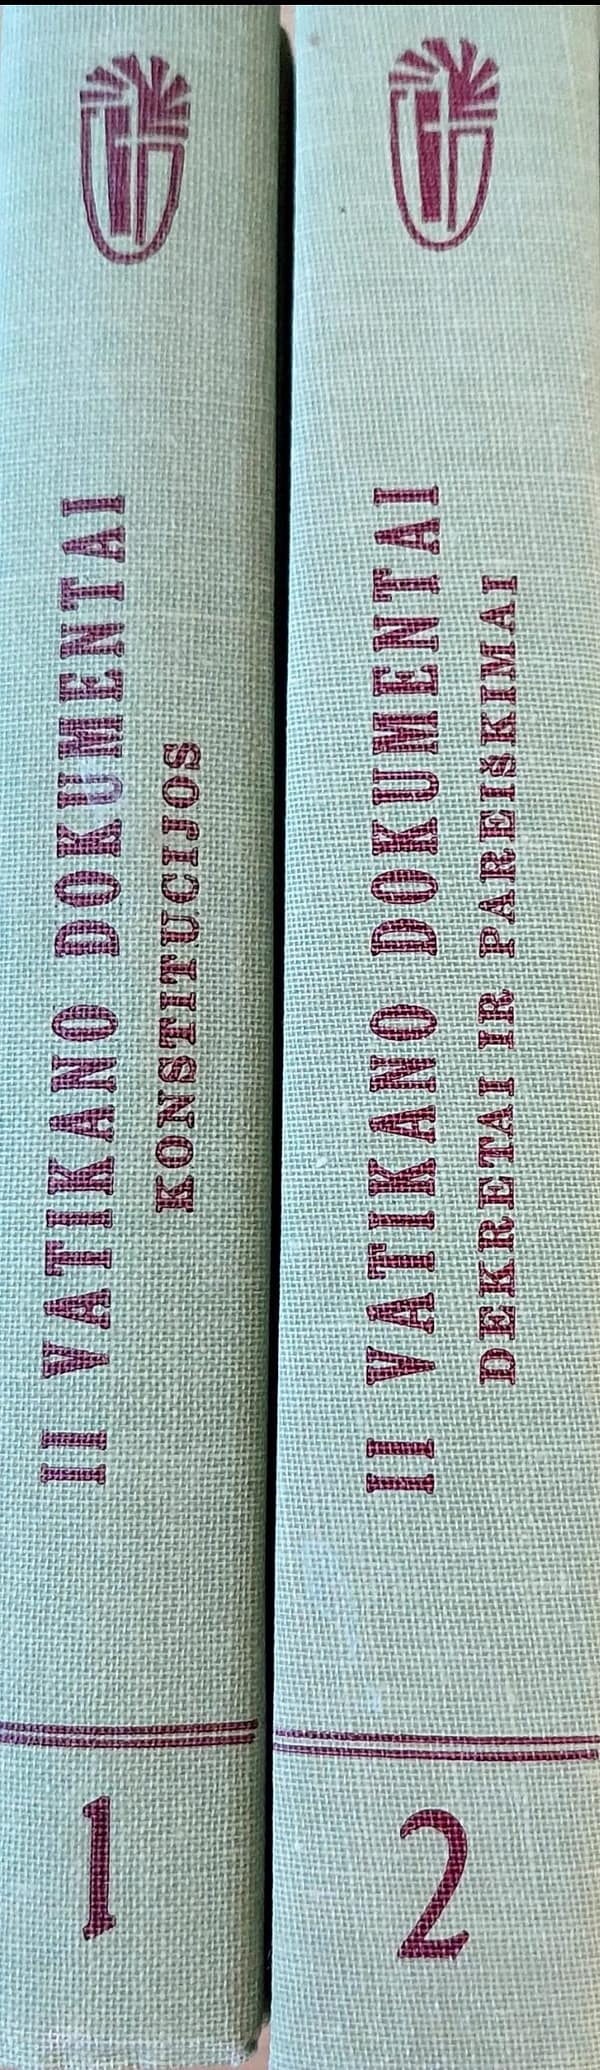 II VATIKANO DOKUMENTAI
KONSTITUCIJOS
1
II VATIKANO DOKUMENTAI
DEKRETAI IR PAREIŠKIMAI
2